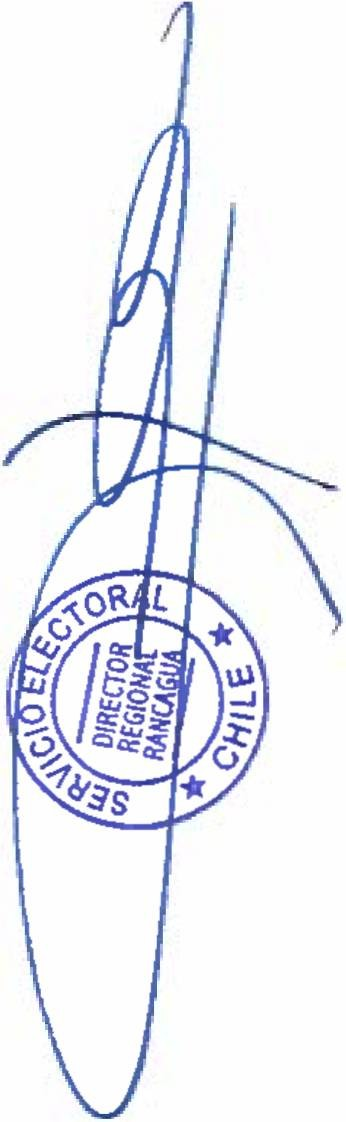 SERVICIO ELECTORAL
★ CHILE ★
DIRECTOR
REGIONAL
RANCAGUA